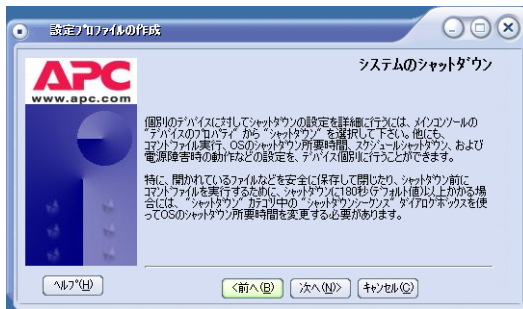 設定ﾌﾟﾛﾌｧｲﾙの作成
システムのシャットダウン
APC
www.apc.com
個別のﾃﾞﾊﾞｲｽに対してｼｬｯﾄﾀﾞｳﾝの設定を詳細に行うには、ﾒｲﾝｺﾝｿｰﾙの
"ﾃﾞﾊﾞｲｽのﾌﾟﾛﾊﾟﾃｨ" から "ｼｬｯﾄﾀﾞｳﾝ" を選択して下さい。他にも、
ｺﾏﾝﾄﾞﾌｧｲﾙ実行、OSのｼｬｯﾄﾀﾞｳﾝ所要時間、ｽｹｼﾞｭｰﾙｼｬｯﾄﾀﾞｳﾝ、および
電源障害時の動作などの設定を、ﾃﾞﾊﾞｲｽ個別に行うことができます。
特に、開かれているﾌｧｲﾙなどを安全に保存して閉じたり、ｼｬｯﾄﾀﾞｳﾝ前に
ｺﾏﾝﾄﾞﾌｧｲﾙを実行するために、ｼｬｯﾄﾀﾞｳﾝに180秒(ﾃﾞﾌｫﾙﾄ値)以上かかる場
合には、"ｼｬｯﾄﾀﾞｳﾝ" ｶﾃｺﾞﾘ中の "ｼｬｯﾄﾀﾞｳﾝｼｰｹﾝｽ" ﾀﾞｲｱﾛｸﾞﾎﾞｯｸｽを使
ってOSのｼｬｯﾄﾀﾞｳﾝ所要時間を変更する必要があります。
ﾍﾙﾌﾟ(H)
<前へ(B)
次へ(N)>
ｷｬﾝｾﾙ(C)